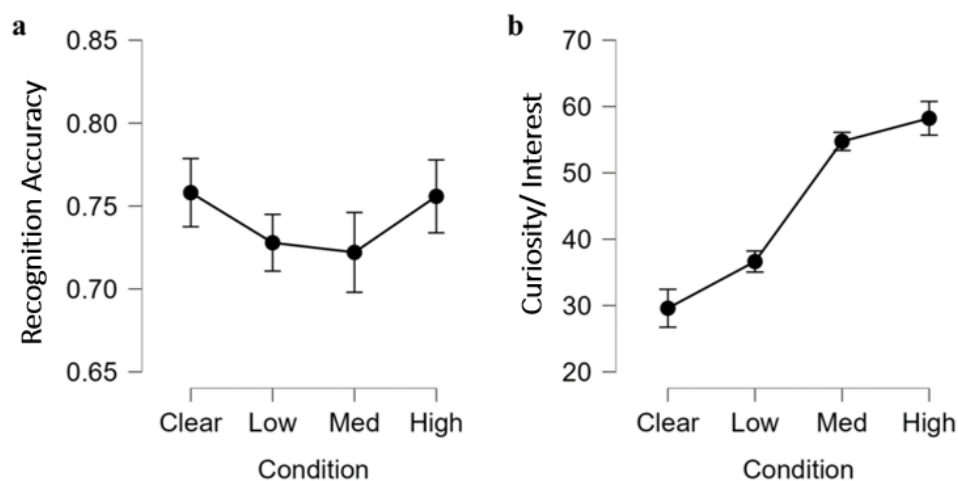 a
Recognition Accuracy
0.85
0.80
0.75
0.70
0.65
Clear Low Med High
Condition
b
Curiosity/ Interest
70
60
50
40
30
20
Clear Low Med High
Condition